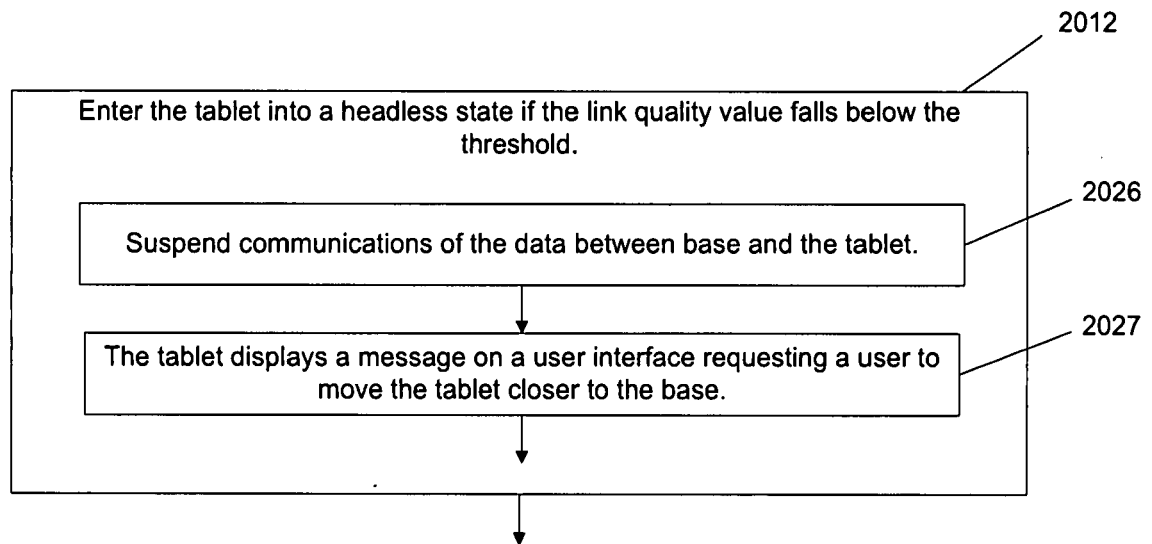 2012
Enter the tablet into a headless state if the link quality value falls below the
threshold.
2026
Suspend communications of the data between base and the tablet.
2027
The tablet displays a message on a user interface requesting a user to
move the tablet closer to the base.